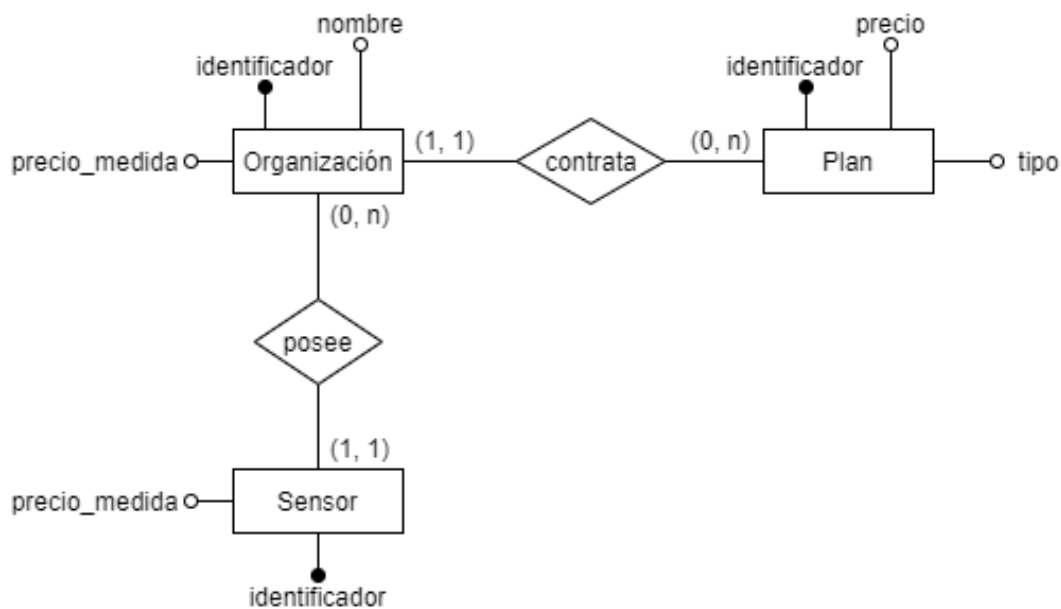 nombre
precio
identificador
identificador
precio_medida
Organización
(1, 1)
contrata
(0, n)
Plan
tipo
(0, n)
posee
(1, 1)
precio_medida
Sensor
identificador